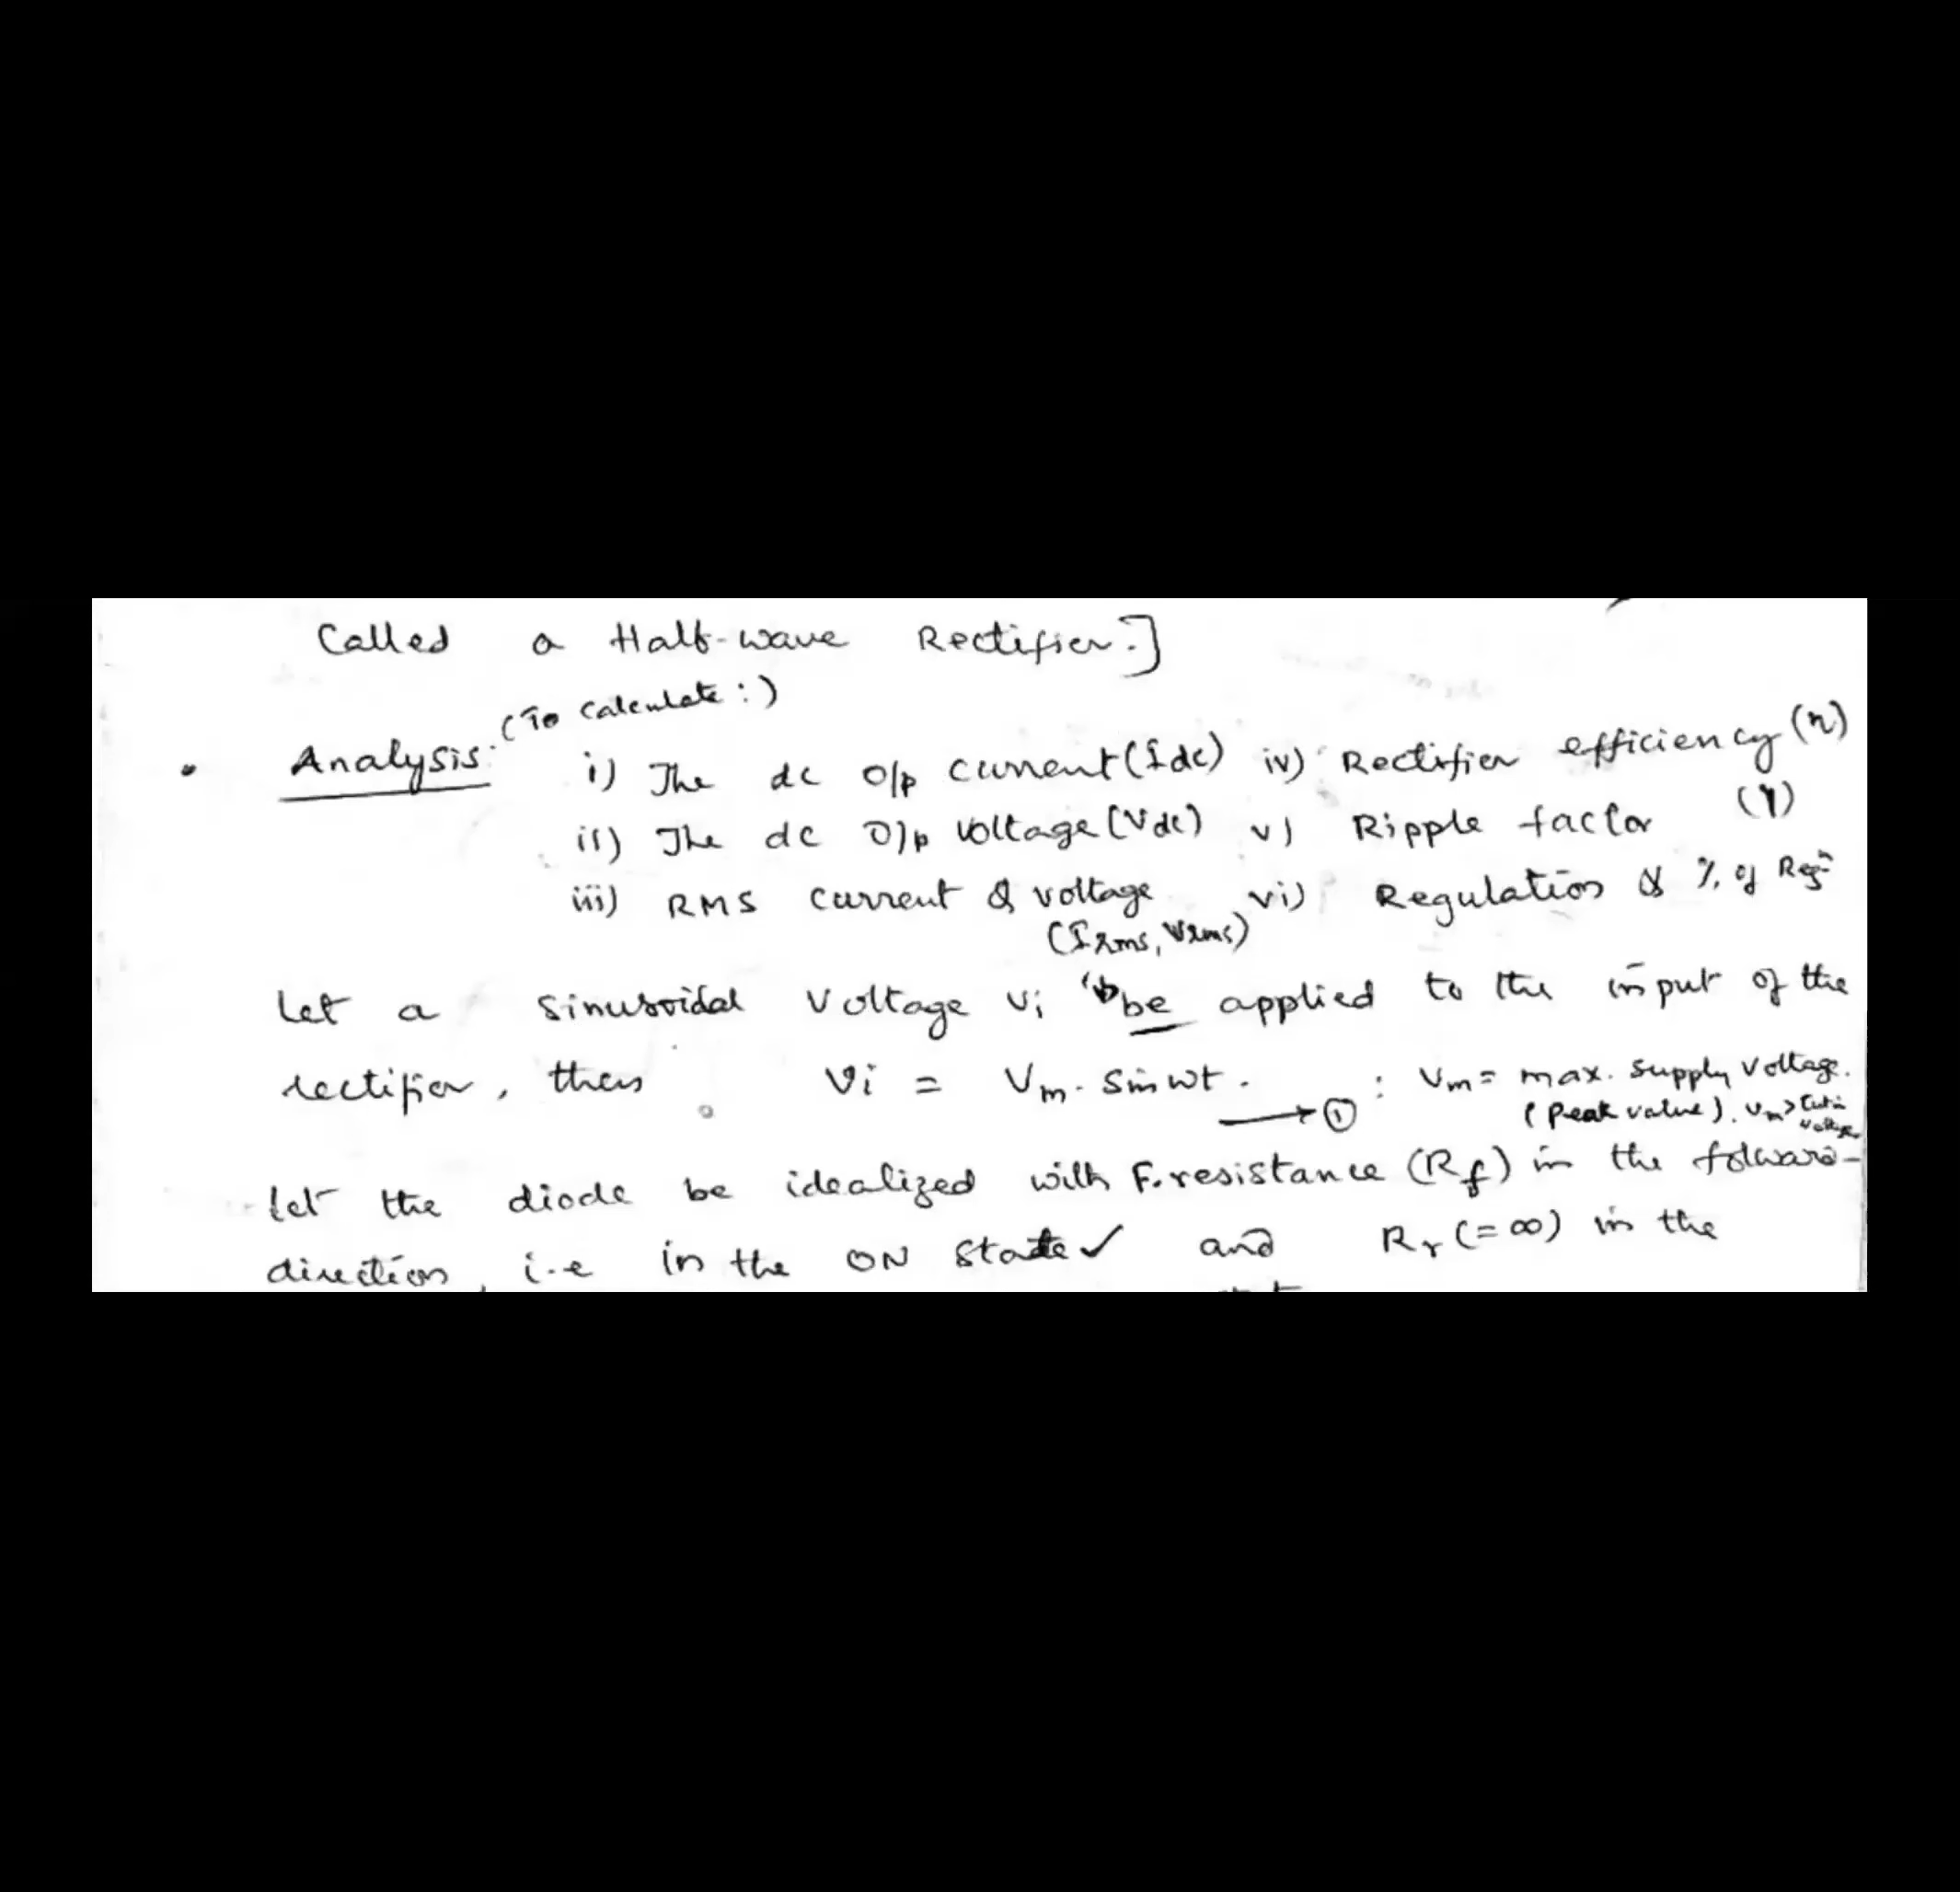 Called a Half-wave Rectifier.]
(To calculate :)
Analysis: i) The dc o/p current (Idc) iv) Rectifier efficiency (η)
ii) The dc o/p voltage (Vdc) v) Ripple factor (γ)
iii) RMS current & voltage vi) Regulation & % of Regn
(Irms, Vrms)
Let a sinusoidal voltage vi be applied to the input of the
rectifier, then vi = Vm. sin wt. : Vm = max. supply voltage.
→ ① (Peak value). Vm > Cut-in voltage
let the diode be idealized with F.resistance (Rf) in the forward-
direction, i.e in the ON state ✓ and Rr (= ∞) in the